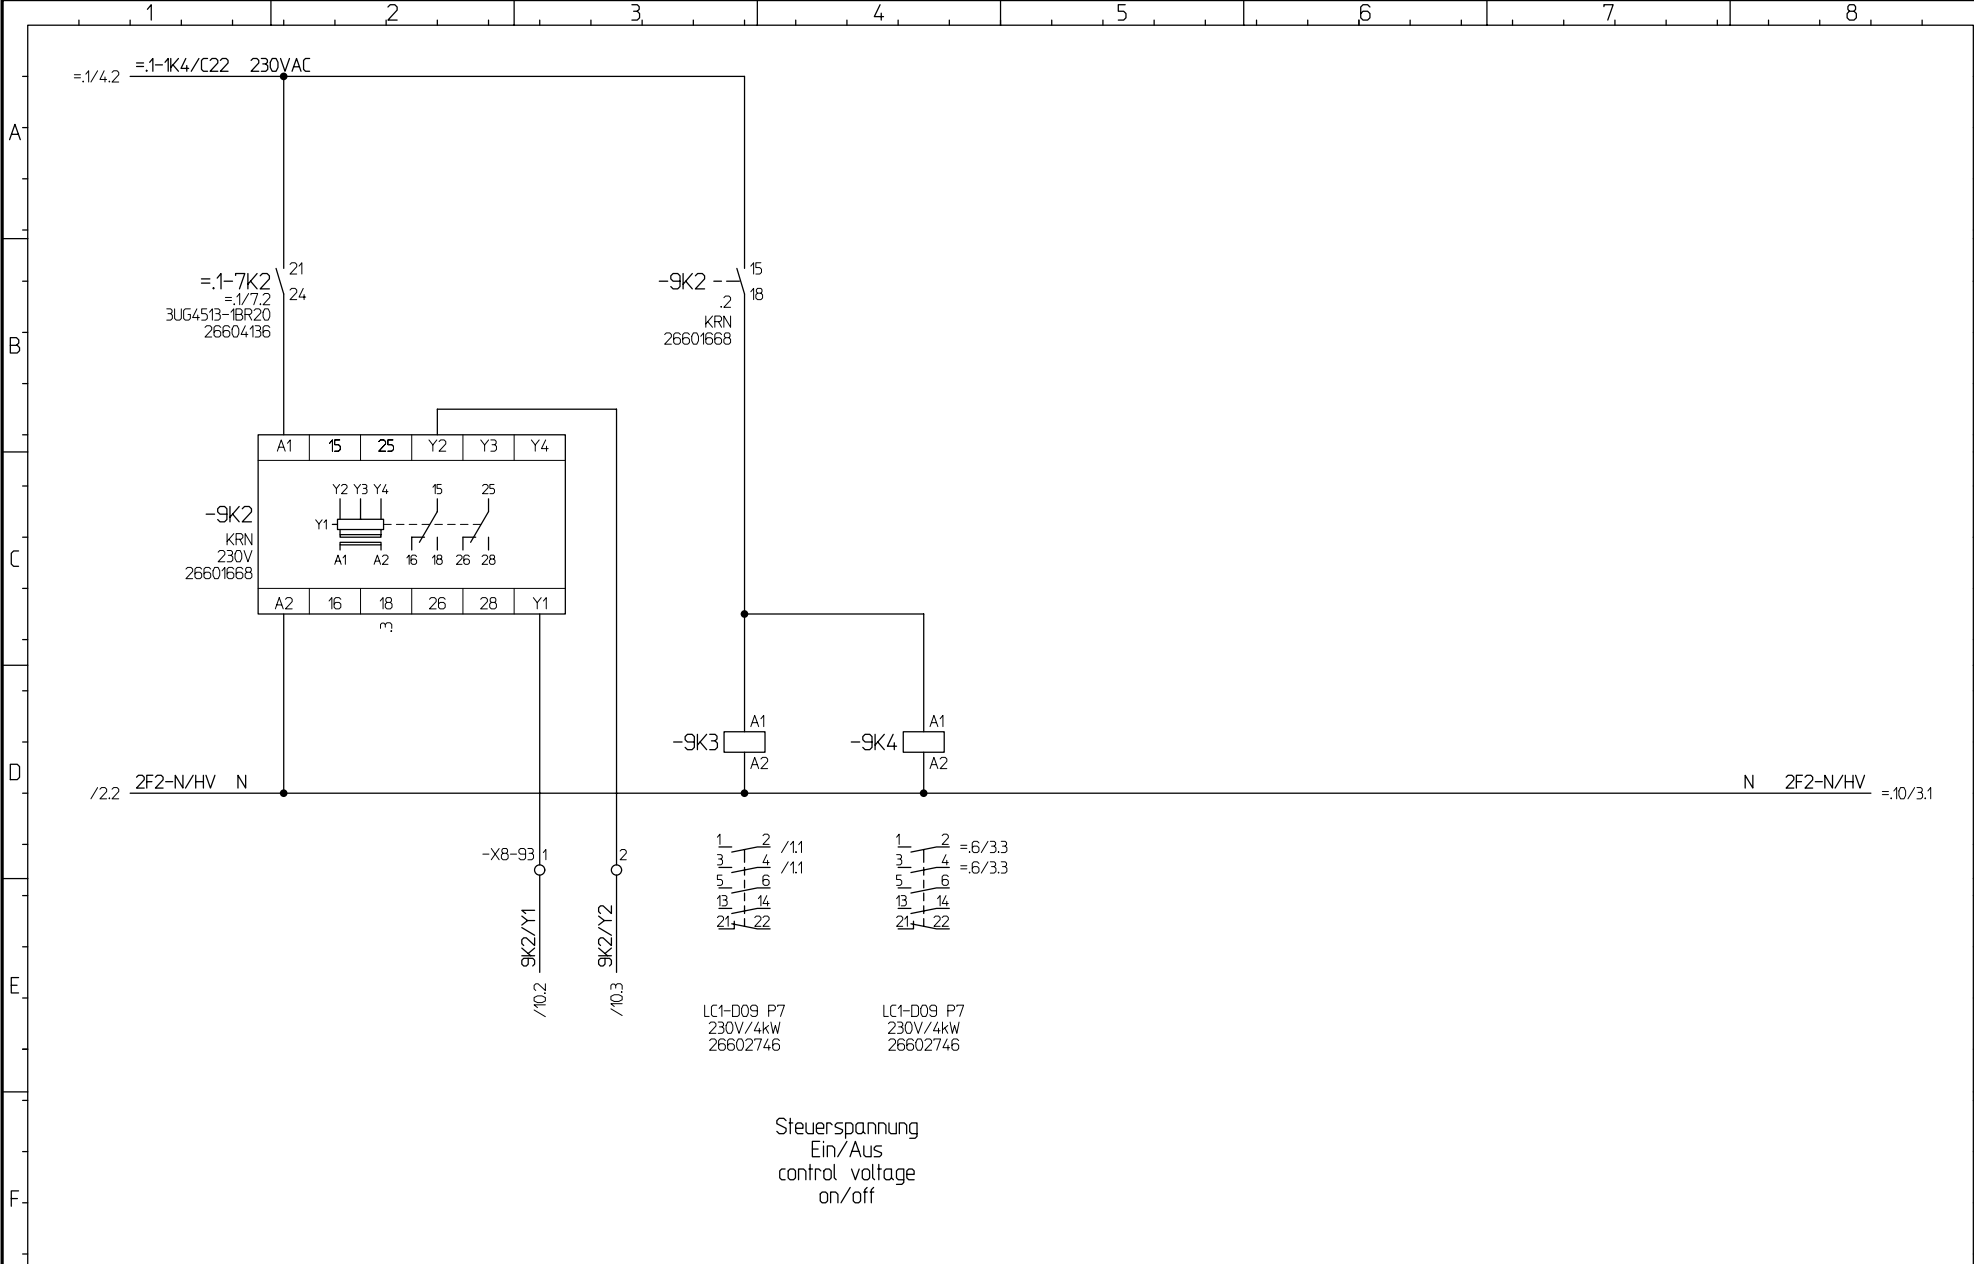 1 2 3 4 5 6 7 8
=.1/4.2 =.1-1K4/C22 230VAC
A
=.1-7K2 21
24
=.1/7.2
3UG4513-1BR20
26604136
-9K2 15
18
.2
KRN
26601668
B
A1 15 25 Y2 Y3 Y4
Y2 Y3 Y4 15 25
Y1
A1 A2 16 18 26 28
-9K2
KRN
230V
26601668
C
A2 16 18 26 28 Y1
.3
A1 A1
-9K3 -9K4
A2 A2
D
/2.2 2F2-N/HV N N 2F2-N/HV =.10/3.1
-X8-93 1 2
9K2/Y1 9K2/Y2
/10.2 /10.3
1 2 /1.1
3 4 /1.1
5 6
13 14
21 22
1 2 =.6/3.3
3 4 =.6/3.3
5 6
13 14
21 22
E
LC1-D09 P7
230V/4kW
26602746
LC1-D09 P7
230V/4kW
26602746
Steuerspannung
Ein/Aus
control voltage
on/off
F